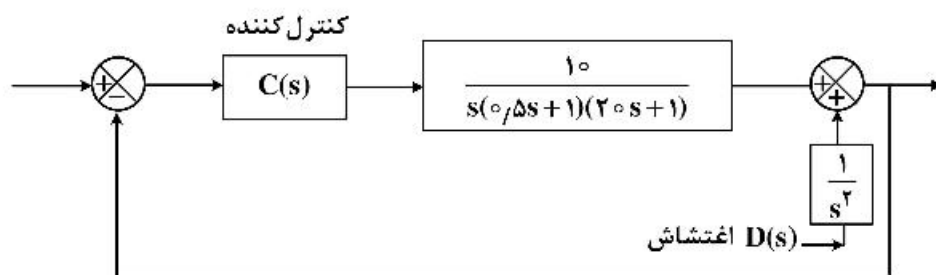 کنترل‌کننده
C(s)
۱۰
s(۰٫۵s+۱)(۲۰s+۱)
+
−
+
+
۱
s۲
اغتشاش D(s)